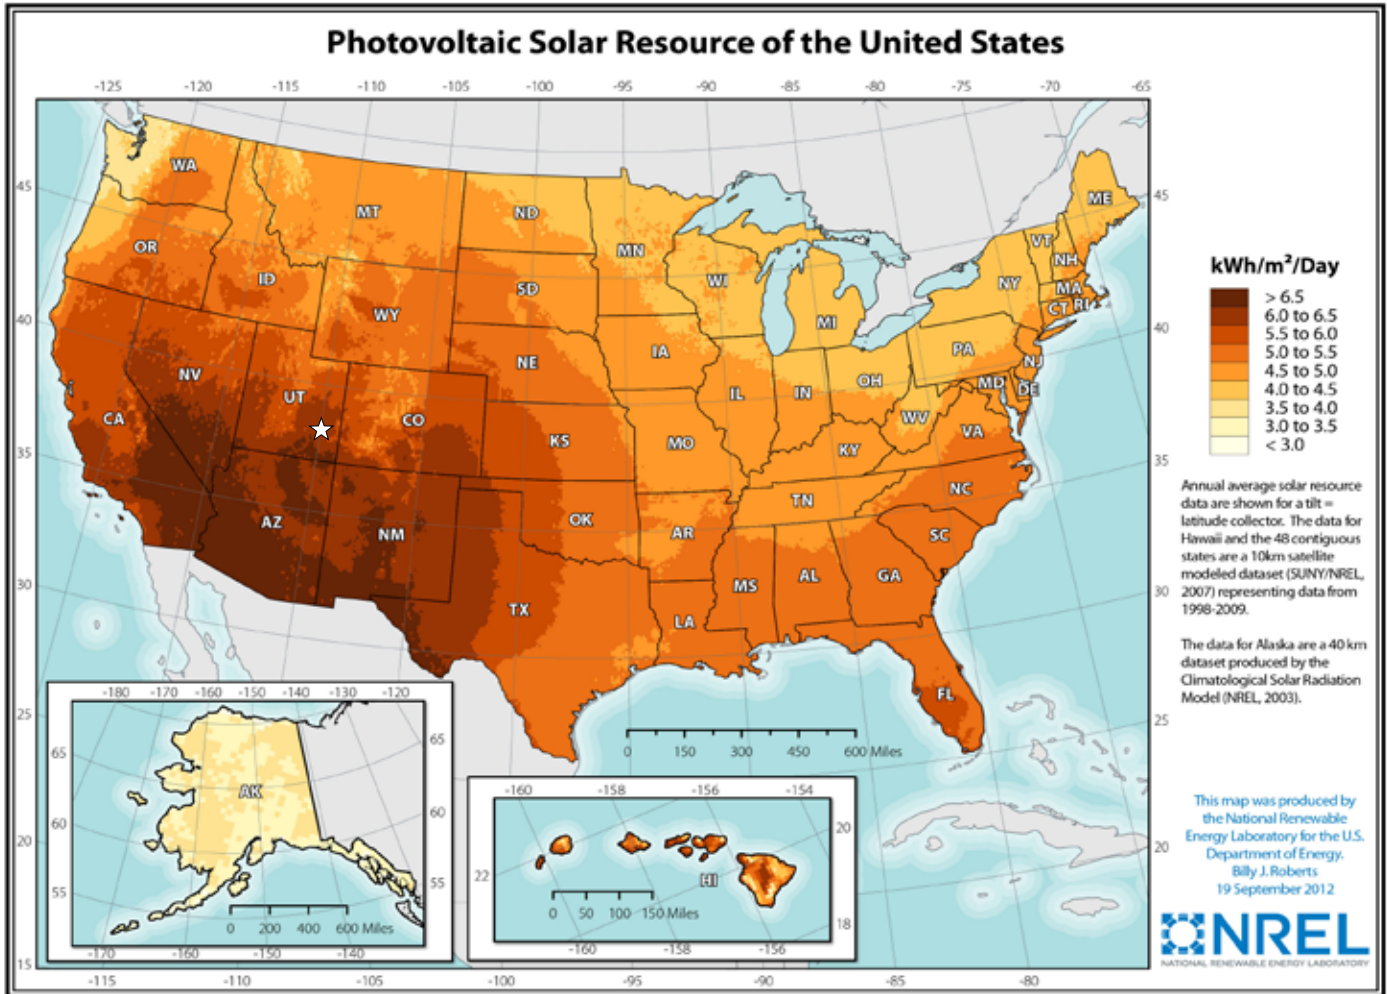 Photovoltaic Solar Resource of the United States
-125 -120 -115 -110 -105 -100 -95 -90 -85 -80 -75 -70 -65
45
40
35
30
25
20
15
45
40
35
30
25
20
-115 -110 -105 -100 -95 -90 -85 -80
WA
OR
ID
MT
ND
MN
WI
MI
NY
VT
NH
ME
MA
CT
RI
SD
WY
NE
IA
IL
IN
OH
PA
NJ
MD
DE
WV
VA
NV
UT
CO
CA
KS
MO
KY
AZ
NM
OK
AR
TN
NC
SC
TX
LA
MS
AL
GA
FL
0 150 300 450 600 Miles
-180 -170 -160 -150 -140 -130 -120
65
60
55
65
60
55
AK
0 200 400 600 Miles
-170 -160 -150 -140
-160 -158 -156 -154
20
22
18
HI
0 50 100 150 Miles
-160 -158 -156
kWh/m²/Day
> 6.5
6.0 to 6.5
5.5 to 6.0
5.0 to 5.5
4.5 to 5.0
4.0 to 4.5
3.5 to 4.0
3.0 to 3.5
< 3.0
Annual average solar resource
data are shown for a tilt =
latitude collector. The data for
Hawaii and the 48 contiguous
states are a 10km satellite
modeled dataset (SUNY/NREL,
2007) representing data from
1998-2009.
The data for Alaska are a 40 km
dataset produced by the
Climatological Solar Radiation
Model (NREL, 2003).
This map was produced by
the National Renewable
Energy Laboratory for the U.S.
Department of Energy.
Billy J. Roberts
19 September 2012
NREL
NATIONAL RENEWABLE ENERGY LABORATORY